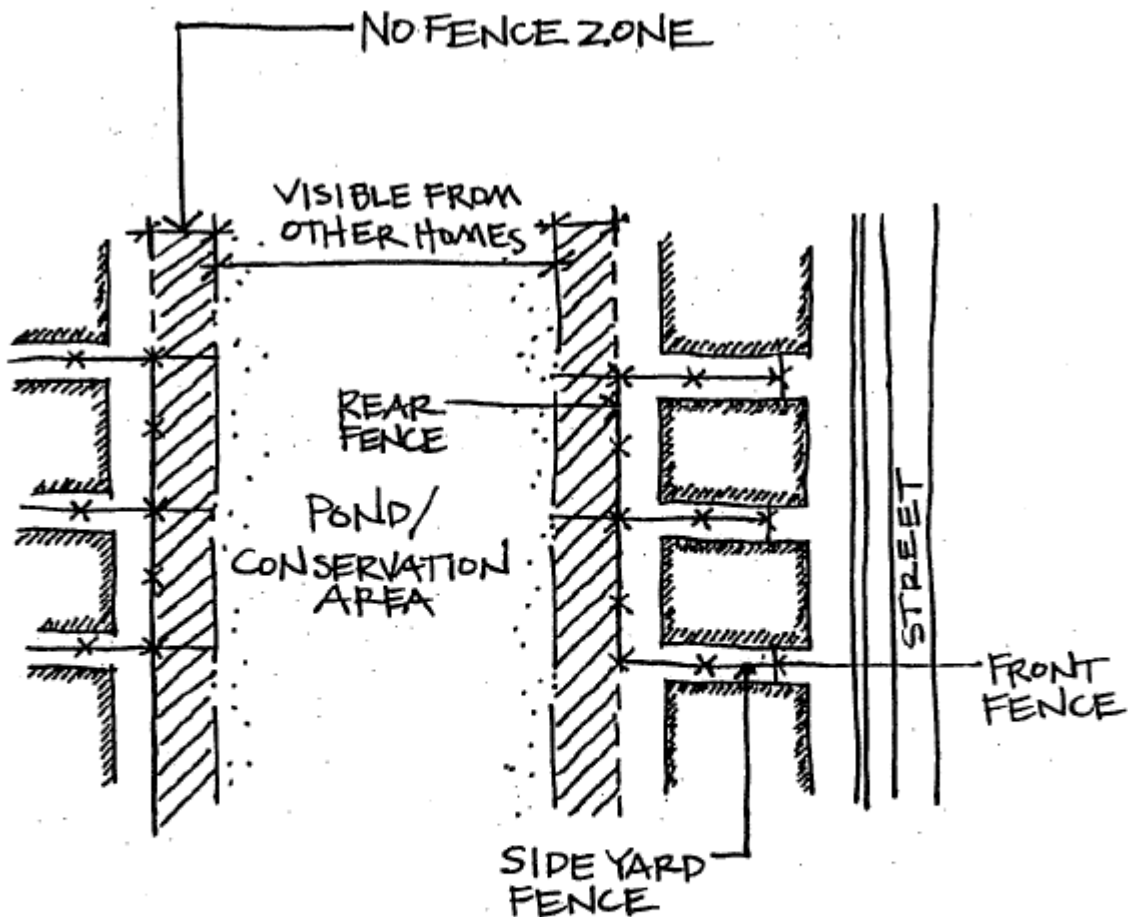 NO FENCE ZONE
VISIBLE FROM
OTHER HOMES
REAR
FENCE
POND/
CONSERVATION
AREA
STREET
FRONT
FENCE
SIDE YARD
FENCE